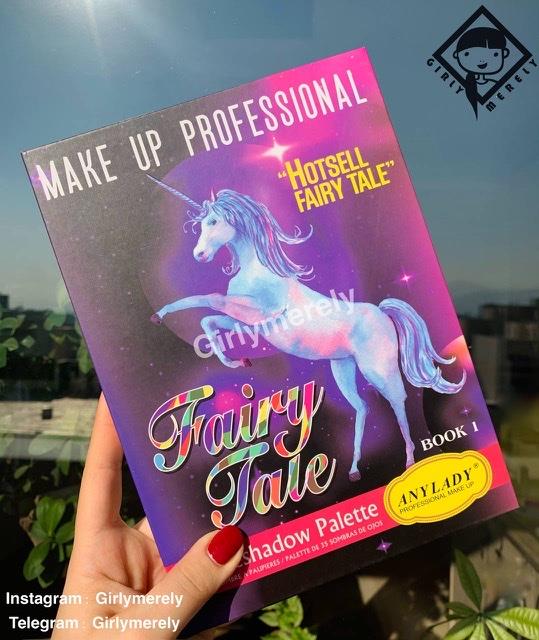 GIRLY MERELY
MAKE UP PROFESSIONAL
"HOTSELL
FAIRY TALE"
Girlymerely
Fairy
Tale
BOOK 1
ANYLADY®
PROFESSIONAL MAKE UP
shadow Palette
PAUPIERES / PALETTE DE 35 SOMBRAS DE OJOS
Instagram : Girlymerely
Telegram : Girlymerely